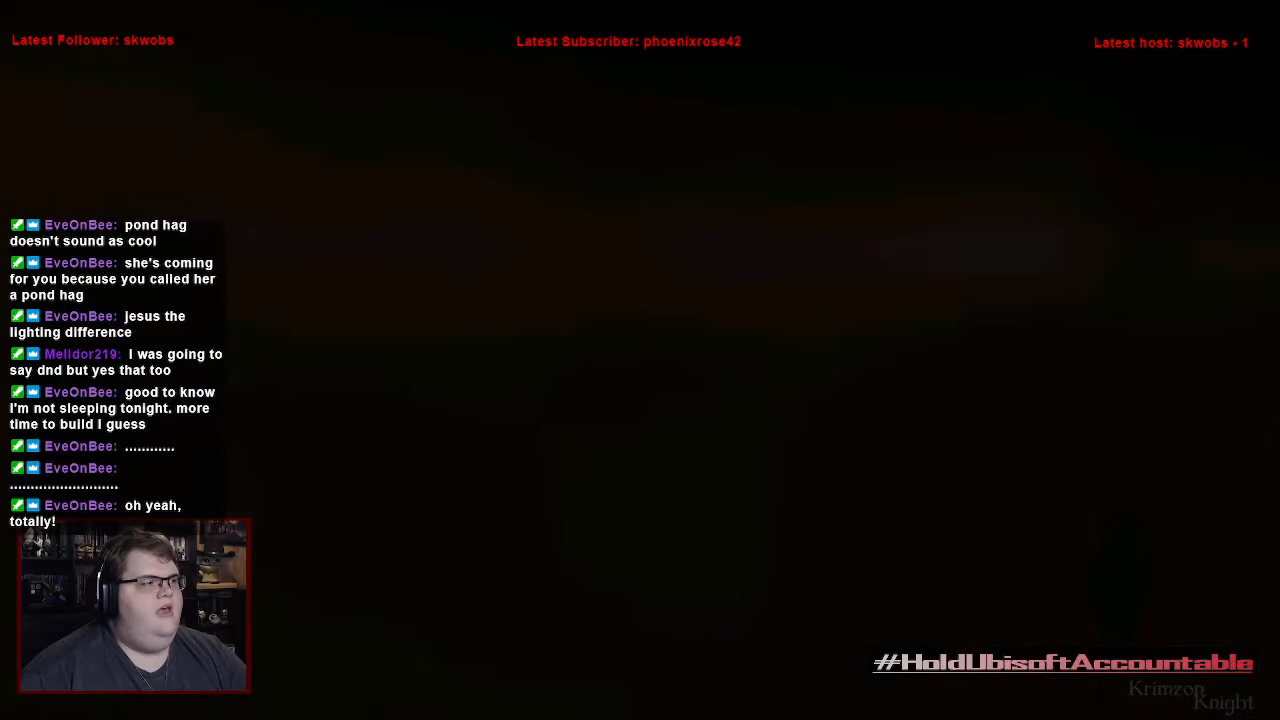 Latest Follower: skwobs
Latest Subscriber: phoenixrose42
Latest host: skwobs - 1
EveOnBee: pond hag
doesn't sound as cool
EveOnBee: she's coming
for you because you called her
a pond hag
EveOnBee: jesus the
lighting difference
Melidor219: I was going to
say dnd but yes that too
EveOnBee: good to know
I'm not sleeping tonight. more
time to build I guess
EveOnBee: ............
EveOnBee:
..........................
EveOnBee: oh yeah,
totally!
#HoldUbisoftAccountable
Krimzon
Knight